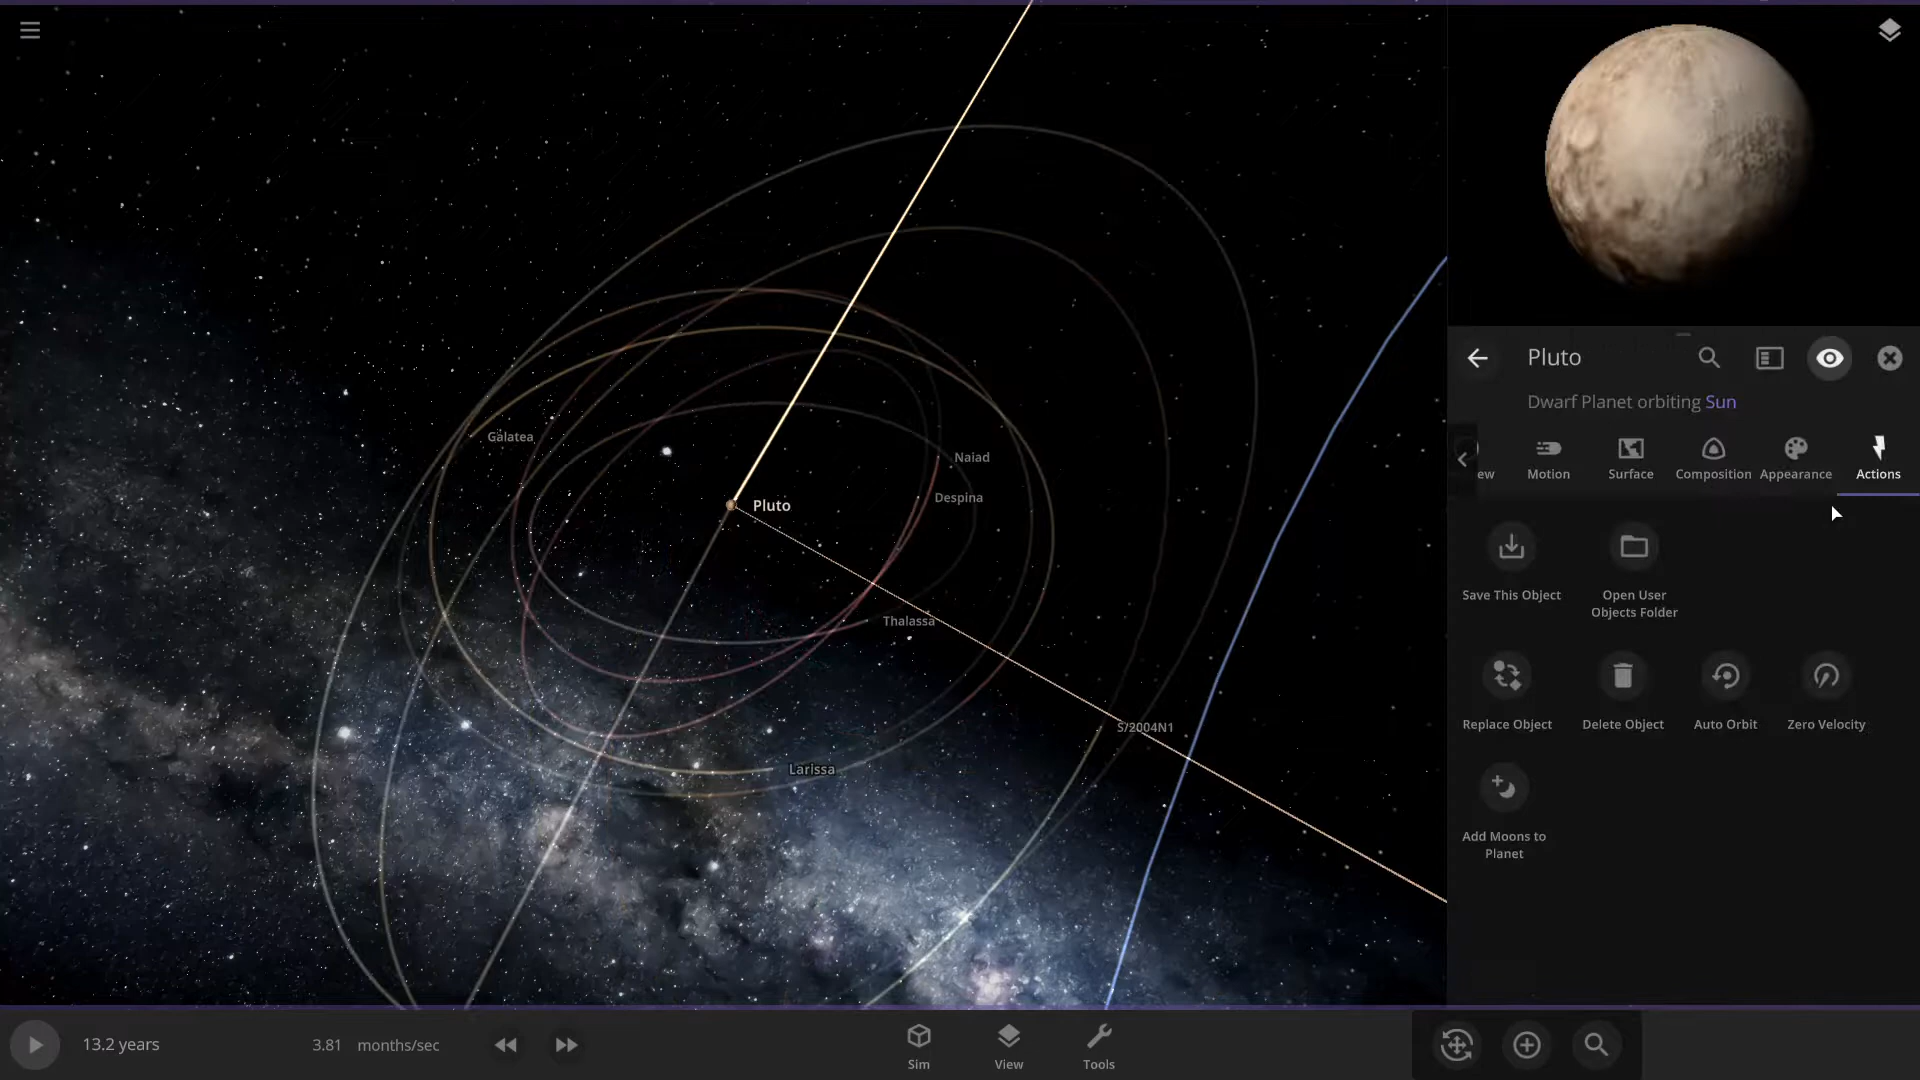 Pluto
Dwarf Planet orbiting Sun
ew
Motion
Surface
Composition
Appearance
Actions
Save This Object
Open User
Objects Folder
Replace Object
Delete Object
Auto Orbit
Zero Velocity
Add Moons to
Planet
Galatea
Naiad
Despina
Pluto
Thalassa
S/2004N1
Larissa
13.2 years
3.81 months/sec
Sim
View
Tools